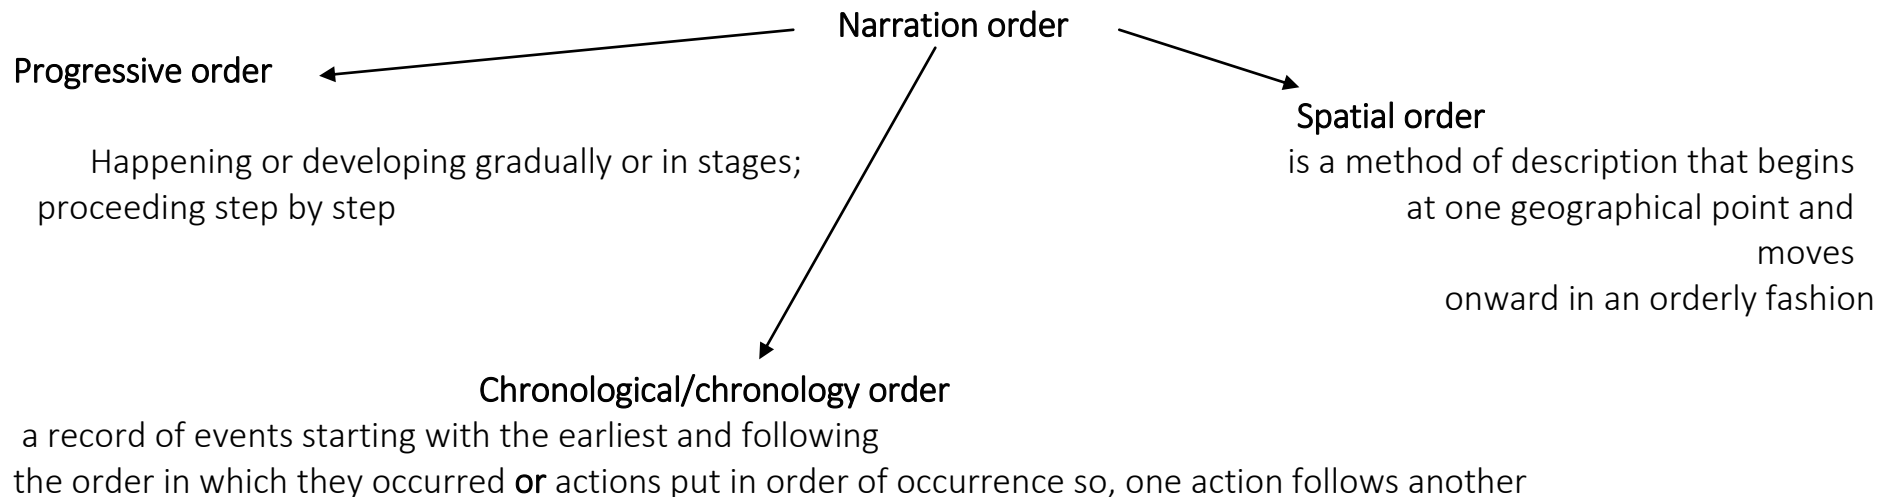 Narration order
Progressive order
Spatial order
Happening or developing gradually or in stages;
proceeding step by step
is a method of description that begins
at one geographical point and
moves
onward in an orderly fashion
Chronological/chronology order
a record of events starting with the earliest and following
the order in which they occurred or actions put in order of occurrence so, one action follows another